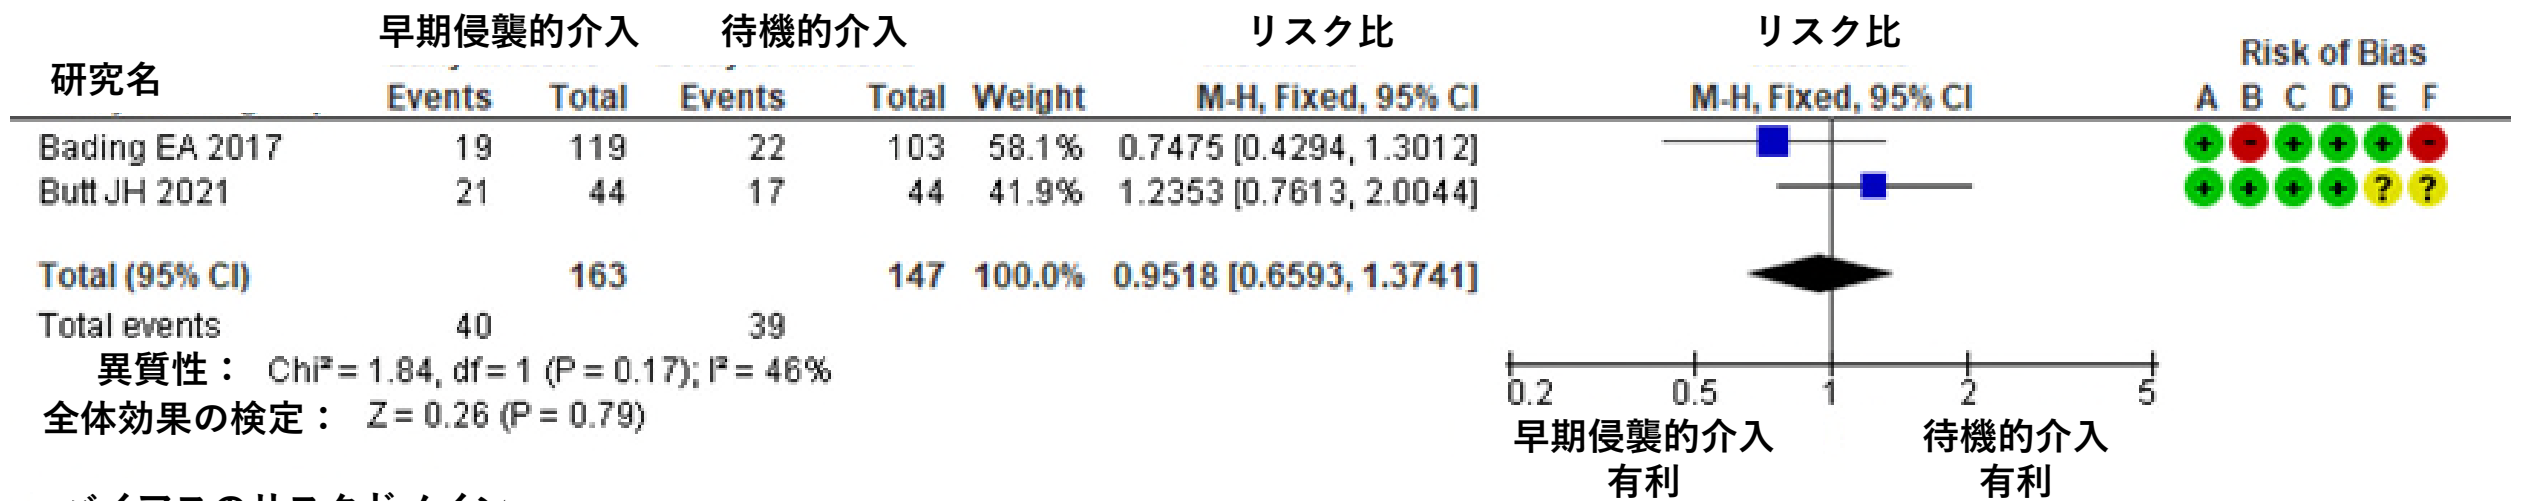 早期侵襲的介入 待機的介入 リスク比 リスク比
研究名 Risk of Bias
Events Total Events Total Weight M-H, Fixed, 95% CI M-H, Fixed, 95% CI A B C D E F
Bading EA 2017 19 119 22 103 58.1% 0.7475 [0.4294, 1.3012] + - + + + -
Butt JH 2021 21 44 17 44 41.9% 1.2353 [0.7613, 2.0044] + + + + ? ?
Total (95% CI) 163 147 100.0% 0.9518 [0.6593, 1.3741]
Total events 40 39
異質性： Chi² = 1.84, df = 1 (P = 0.17); I² = 46%
全体効果の検定： Z = 0.26 (P = 0.79)
0.2 0.5 1 2 5
早期侵襲的介入 待機的介入
有利 有利